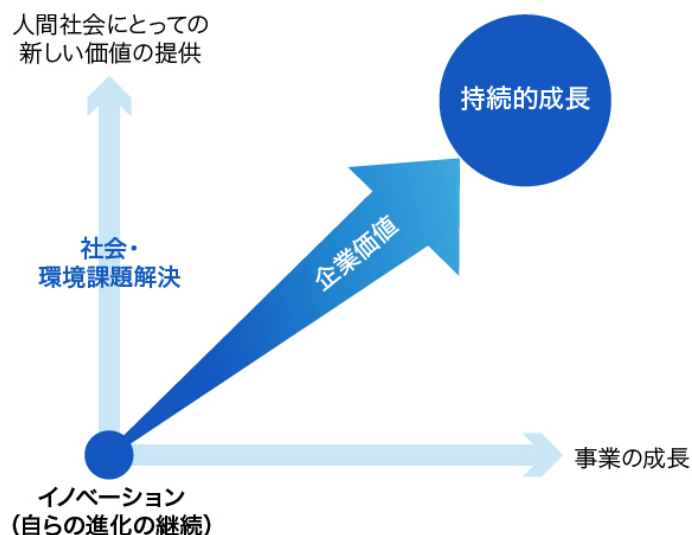 人間社会にとっての
新しい価値の提供
持続的成長
企業価値
社会・
環境課題解決
事業の成長
イノベーション
（自らの進化の継続）